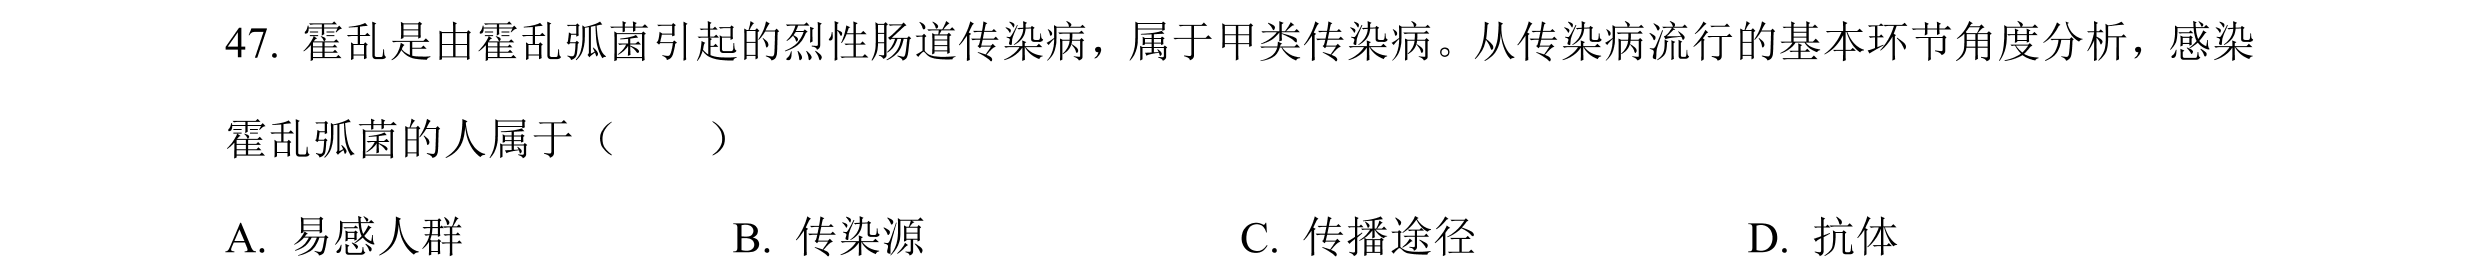 47. 霍乱是由霍乱弧菌引起的烈性肠道传染病，属于甲类传染病。从传染病流行的基本环节角度分析，感染
霍乱弧菌的人属于（　　）
A. 易感人群　　B. 传染源　　C. 传播途径　　D. 抗体